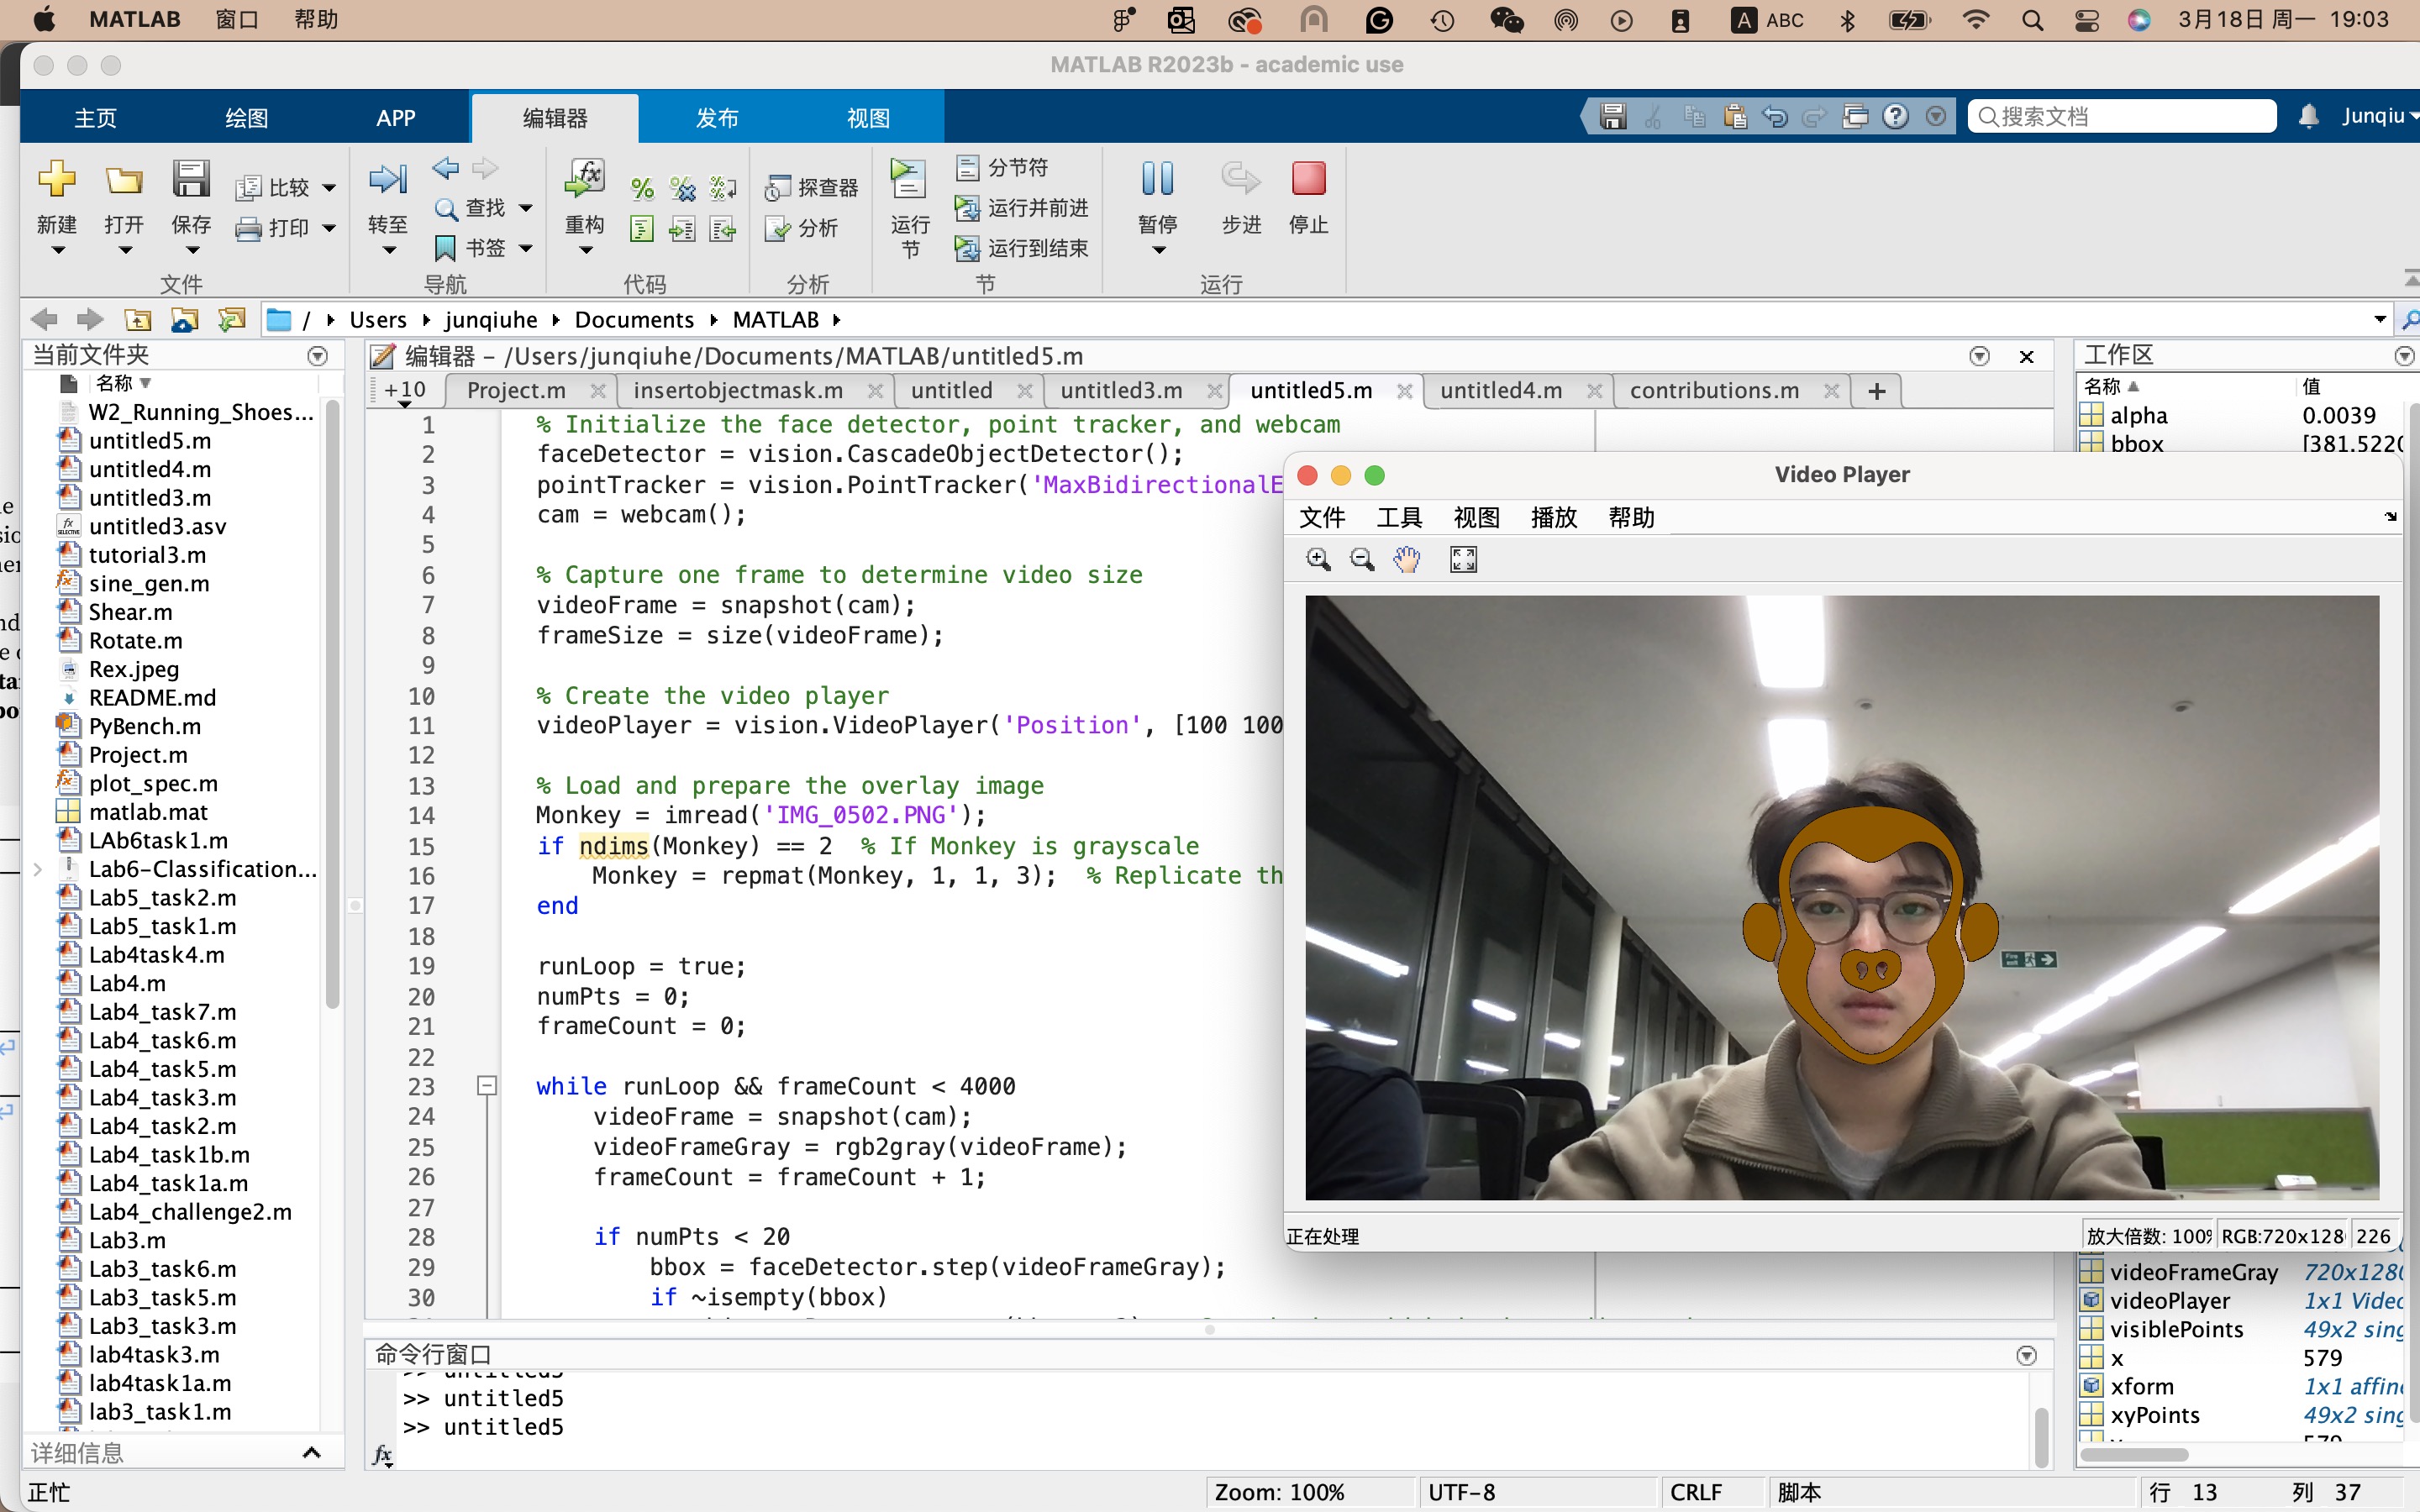 MATLAB 窗口 帮助 ABC 3月18日 周一 19:03
MATLAB R2023b - academic use
主页 绘图 APP 编辑器 发布 视图 搜索文档 Junqiu
新建 打开 保存 比较 打印 文件
转至 查找 书签 导航
重构 代码
探查器 分析 分析
运行节 分节符 运行并前进 运行到结束 节
暂停 步进 停止 运行
/ Users junqiuhe Documents MATLAB
当前文件夹
名称
W2_Running_Shoes...
untitled5.m
untitled4.m
untitled3.m
untitled3.asv
tutorial3.m
sine_gen.m
Shear.m
Rotate.m
Rex.jpeg
README.md
PyBench.m
Project.m
plot_spec.m
matlab.mat
LAb6task1.m
Lab6-Classification...
Lab5_task2.m
Lab5_task1.m
Lab4task4.m
Lab4.m
Lab4_task7.m
Lab4_task6.m
Lab4_task5.m
Lab4_task3.m
Lab4_task2.m
Lab4_task1b.m
Lab4_task1a.m
Lab4_challenge2.m
Lab3.m
Lab3_task6.m
Lab3_task5.m
Lab3_task3.m
lab4task3.m
lab4task1a.m
lab3_task1.m
详细信息
编辑器 - /Users/junqiuhe/Documents/MATLAB/untitled5.m
+10 Project.m insertobjectmask.m untitled untitled3.m untitled5.m untitled4.m contributions.m +
1 % Initialize the face detector, point tracker, and webcam
2 faceDetector = vision.CascadeObjectDetector();
3 pointTracker = vision.PointTracker('MaxBidirectionalE
4 cam = webcam();
5
6 % Capture one frame to determine video size
7 videoFrame = snapshot(cam);
8 frameSize = size(videoFrame);
9
10 % Create the video player
11 videoPlayer = vision.VideoPlayer('Position', [100 100
12
13 % Load and prepare the overlay image
14 Monkey = imread('IMG_0502.PNG');
15 if ndims(Monkey) == 2 % If Monkey is grayscale
16 Monkey = repmat(Monkey, 1, 1, 3); % Replicate th
17 end
18
19 runLoop = true;
20 numPts = 0;
21 frameCount = 0;
22
23 while runLoop && frameCount < 4000
24 videoFrame = snapshot(cam);
25 videoFrameGray = rgb2gray(videoFrame);
26 frameCount = frameCount + 1;
27
28 if numPts < 20
29 bbox = faceDetector.step(videoFrameGray);
30 if ~isempty(bbox)
命令行窗口
>> untitled5
>> untitled5
>> untitled5
工作区
名称 值
alpha 0.0039
bbox [381.5220
Video Player
文件 工具 视图 播放 帮助
Fire exit
正在处理 放大倍数: 100% RGB:720x128 226
videoFrameGray 720x1280
videoPlayer 1x1 Video
visiblePoints 49x2 sing
x 579
xform 1x1 affin
xyPoints 49x2 sing
正忙 Zoom: 100% UTF-8 CRLF 脚本 行 13 列 37